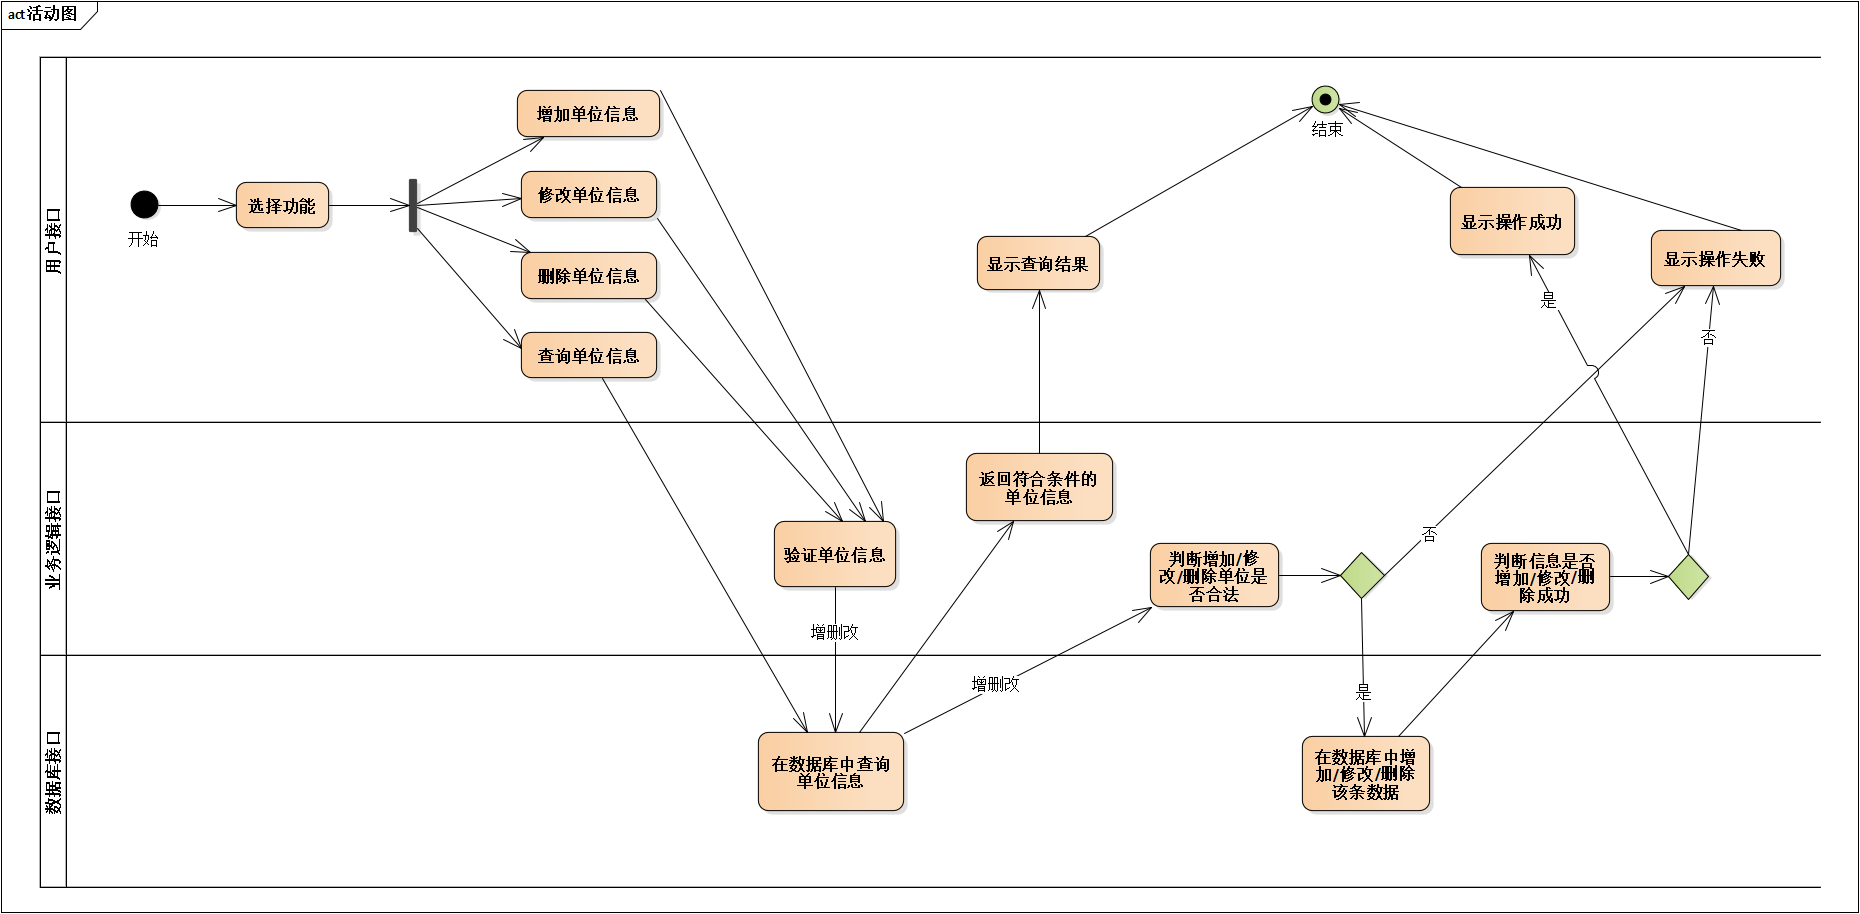 act活动图
用户接口
开始
选择功能
增加单位信息
修改单位信息
删除单位信息
查询单位信息
结束
显示查询结果
显示操作成功
显示操作失败
是
否
业务逻辑接口
验证单位信息
增删改
返回符合条件的
单位信息
判断增加/修
改/删除单位是
否合法
否
判断信息是否
增加/修改/删
除成功
数据库接口
增删改
是
在数据库中查询
单位信息
在数据库中增
加/修改/删除
该条数据